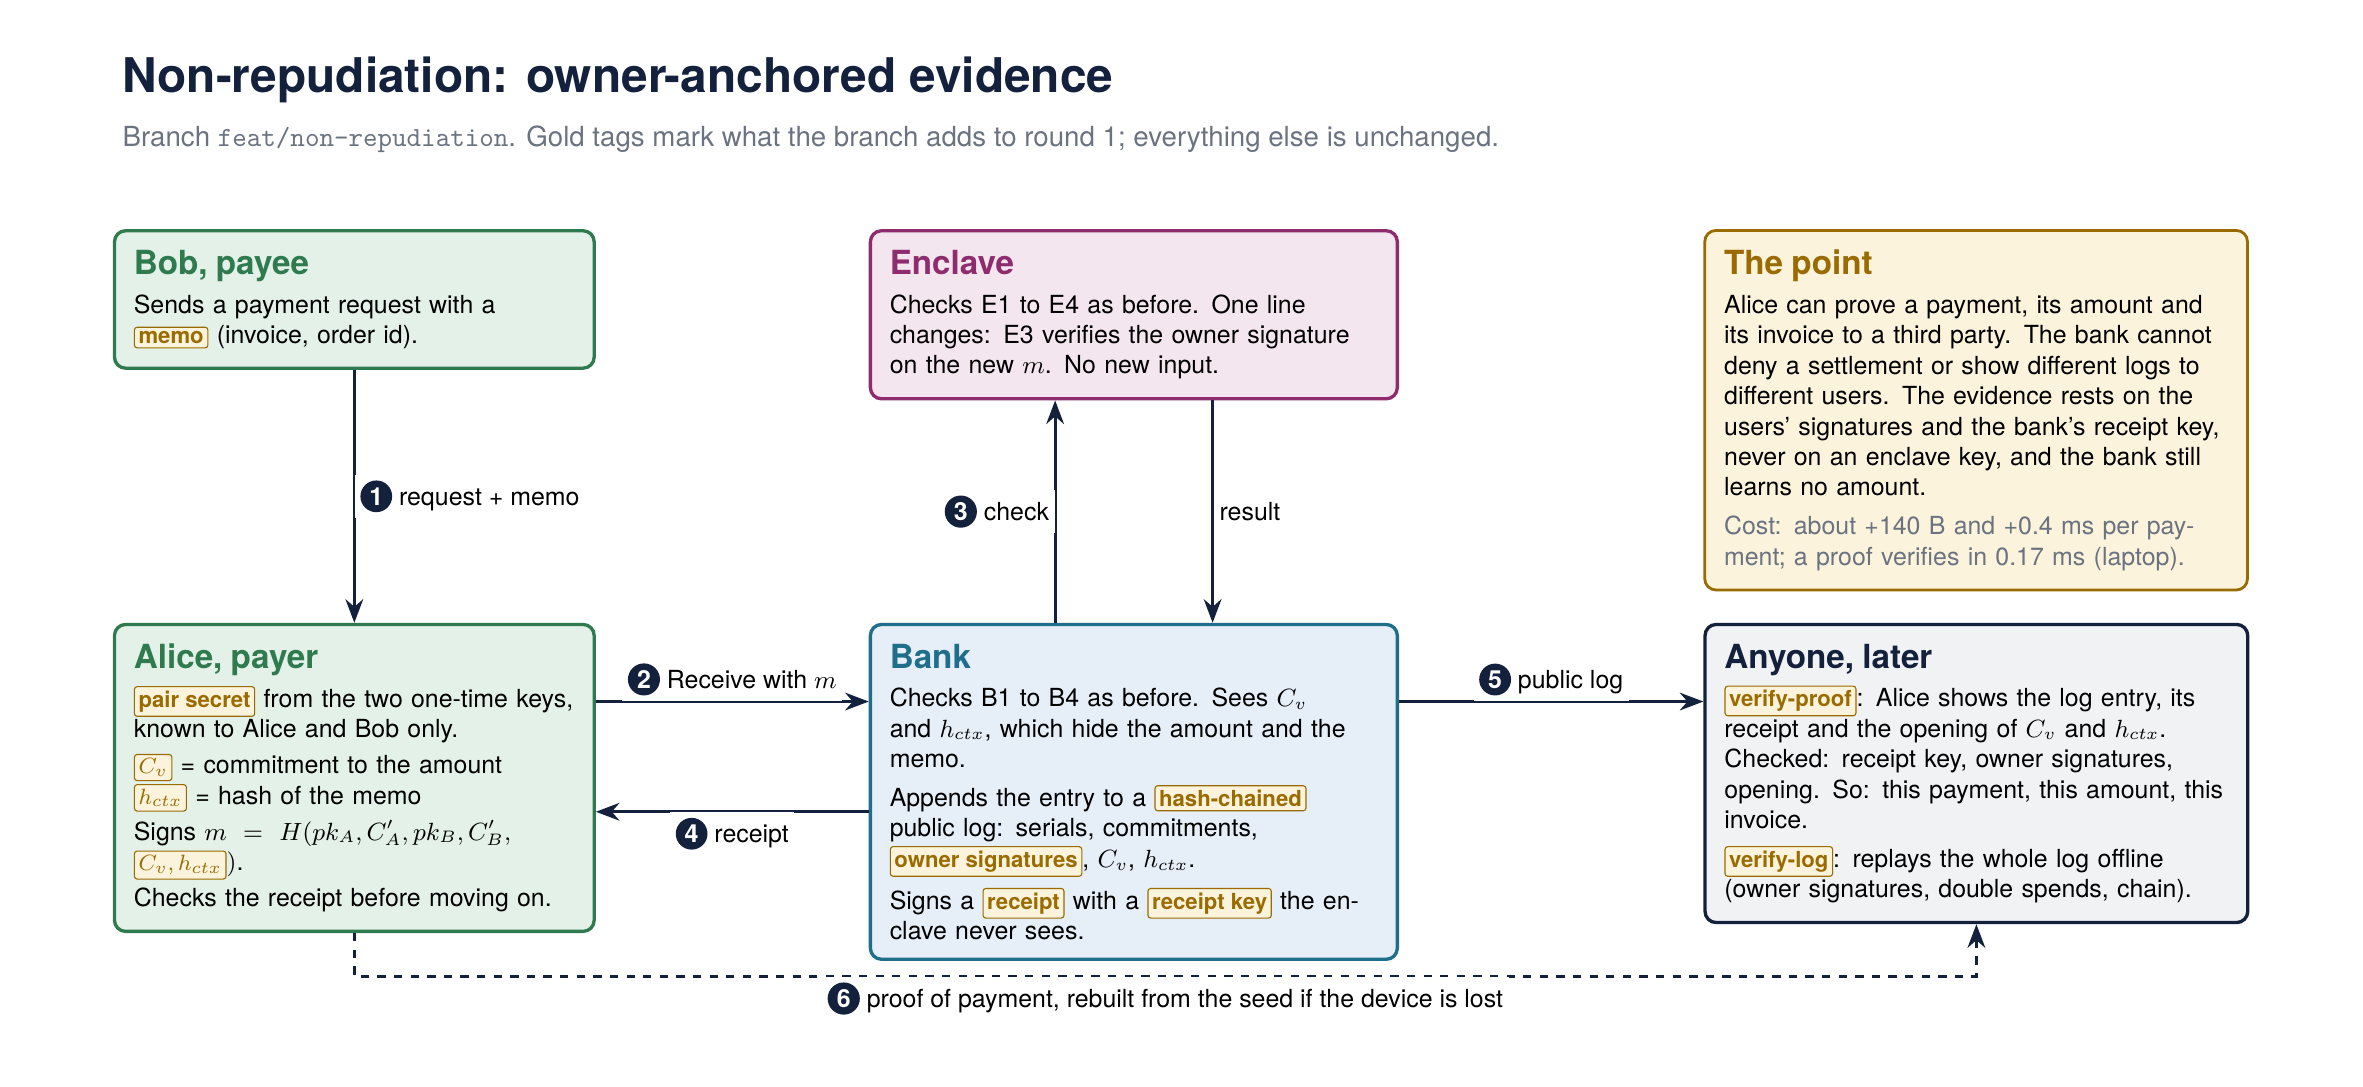 Non-repudiation: owner-anchored evidence
Branch feat/non-repudiation. Gold tags mark what the branch adds to round 1; everything else is unchanged.
Bob, payee
Sends a payment request with a
memo (invoice, order id).
1 request + memo
Alice, payer
pair secret from the two one-time keys,
known to Alice and Bob only.
C_v = commitment to the amount
h_{ctx} = hash of the memo
Signs m = H(pk_A, C'_A, pk_B, C'_B,
C_v, h_{ctx}).
Checks the receipt before moving on.
2 Receive with m
4 receipt
Enclave
Checks E1 to E4 as before. One line
changes: E3 verifies the owner signature
on the new m. No new input.
3 check
result
Bank
Checks B1 to B4 as before. Sees C_v
and h_{ctx}, which hide the amount and the
memo.
Appends the entry to a hash-chained
public log: serials, commitments,
owner signatures, C_v, h_{ctx}.
Signs a receipt with a receipt key the en-
clave never sees.
5 public log
The point
Alice can prove a payment, its amount and
its invoice to a third party. The bank cannot
deny a settlement or show different logs to
different users. The evidence rests on the
users' signatures and the bank's receipt key,
never on an enclave key, and the bank still
learns no amount.
Cost: about +140 B and +0.4 ms per pay-
ment; a proof verifies in 0.17 ms (laptop).
Anyone, later
verify-proof: Alice shows the log entry, its
receipt and the opening of C_v and h_{ctx}.
Checked: receipt key, owner signatures,
opening. So: this payment, this amount, this
invoice.
verify-log: replays the whole log offline
(owner signatures, double spends, chain).
6 proof of payment, rebuilt from the seed if the device is lost